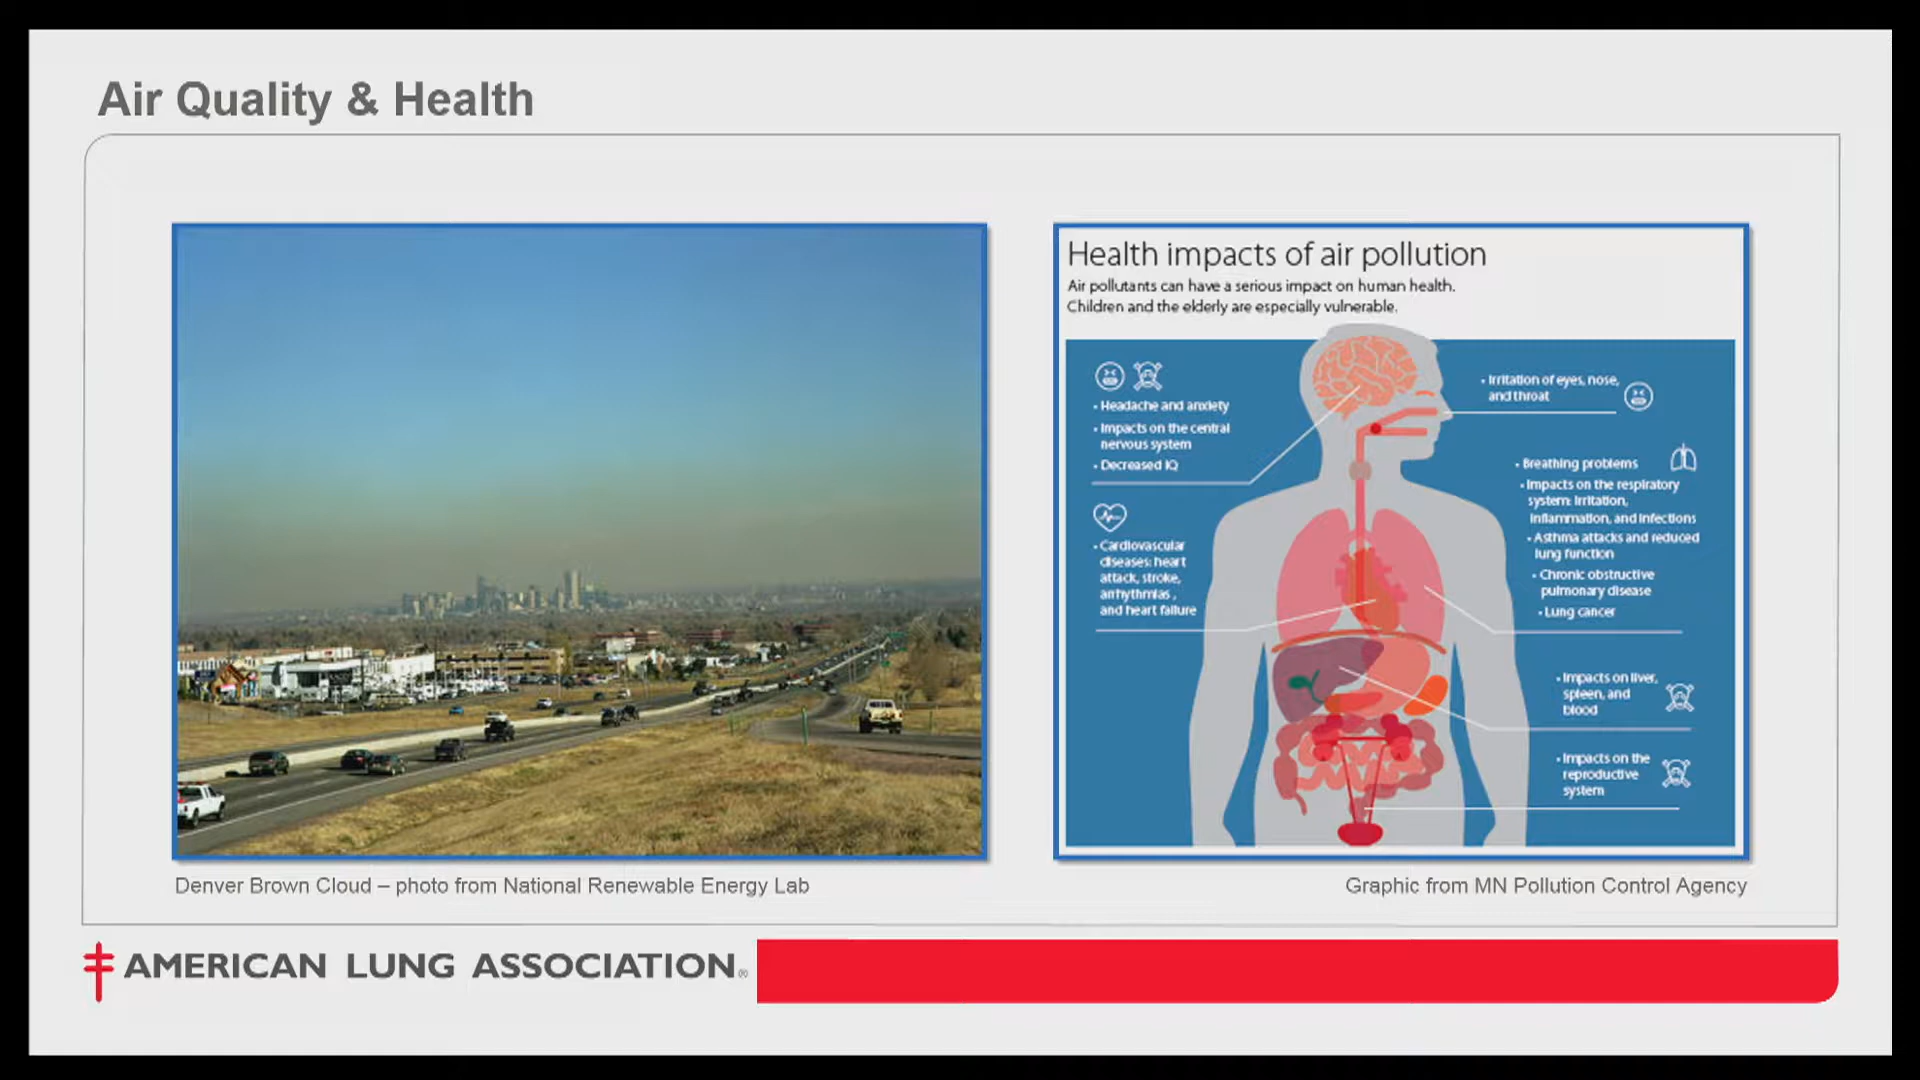 Air Quality & Health
Health impacts of air pollution
Air pollutants can have a serious impact on human health.
Children and the elderly are especially vulnerable.
• Headache and anxiety
• Impacts on the central
nervous system
• Decreased IQ
• Cardiovascular
diseases: heart
attack, stroke,
arrhythmias ,
and heart failure
• Irritation of eyes, nose,
and throat
• Breathing problems
• Impacts on the respiratory
system: irritation,
inflammation, and infections
• Asthma attacks and reduced
lung function
• Chronic obstructive
pulmonary disease
• Lung cancer
• Impacts on liver,
spleen, and
blood
• Impacts on the
reproductive
system
Denver Brown Cloud – photo from National Renewable Energy Lab
Graphic from MN Pollution Control Agency
AMERICAN LUNG ASSOCIATION®